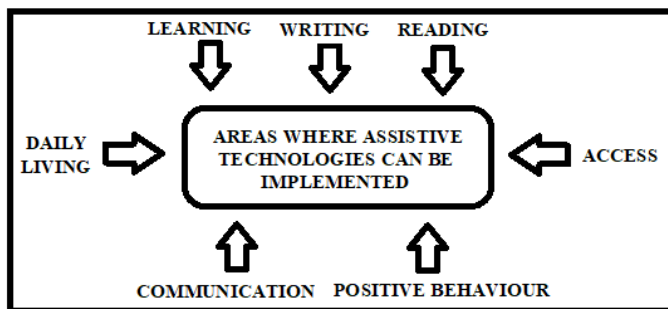 LEARNING WRITING READING
DAILY
LIVING
AREAS WHERE ASSISTIVE
TECHNOLOGIES CAN BE
IMPLEMENTED
ACCESS
COMMUNICATION POSITIVE BEHAVIOUR